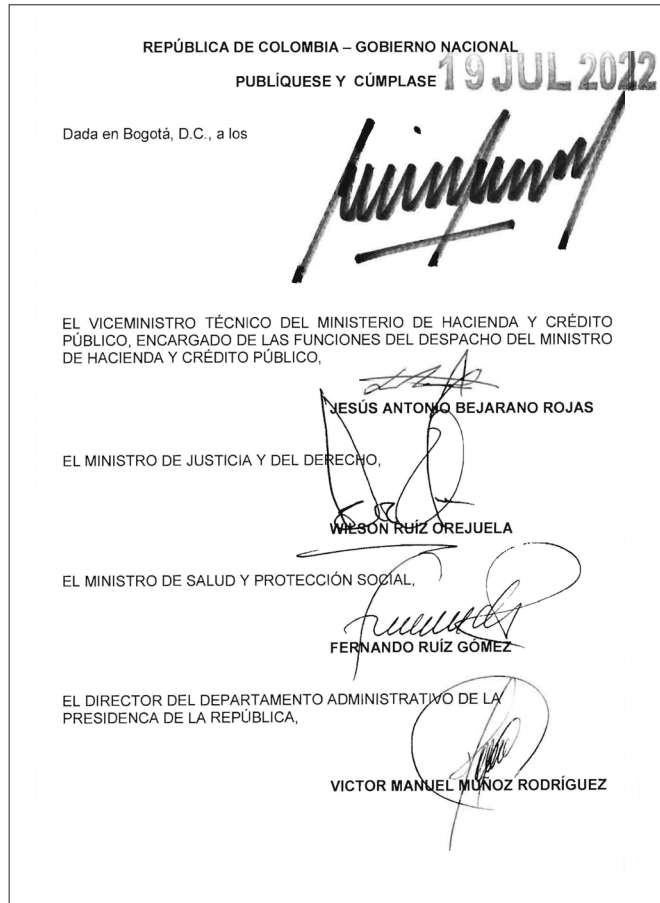 REPÚBLICA DE COLOMBIA – GOBIERNO NACIONAL
PUBLÍQUESE Y CÚMPLASE 19 JUL 2022
Dada en Bogotá, D.C., a los
EL VICEMINISTRO TÉCNICO DEL MINISTERIO DE HACIENDA Y CRÉDITO
PÚBLICO, ENCARGADO DE LAS FUNCIONES DEL DESPACHO DEL MINISTRO
DE HACIENDA Y CRÉDITO PÚBLICO,
JESÚS ANTONIO BEJARANO ROJAS
EL MINISTRO DE JUSTICIA Y DEL DERECHO,
WILSON RUÍZ OREJUELA
EL MINISTRO DE SALUD Y PROTECCIÓN SOCIAL,
FERNANDO RUÍZ GÓMEZ
EL DIRECTOR DEL DEPARTAMENTO ADMINISTRATIVO DE LA
PRESIDENCA DE LA REPÚBLICA,
VICTOR MANUEL MUÑOZ RODRÍGUEZ